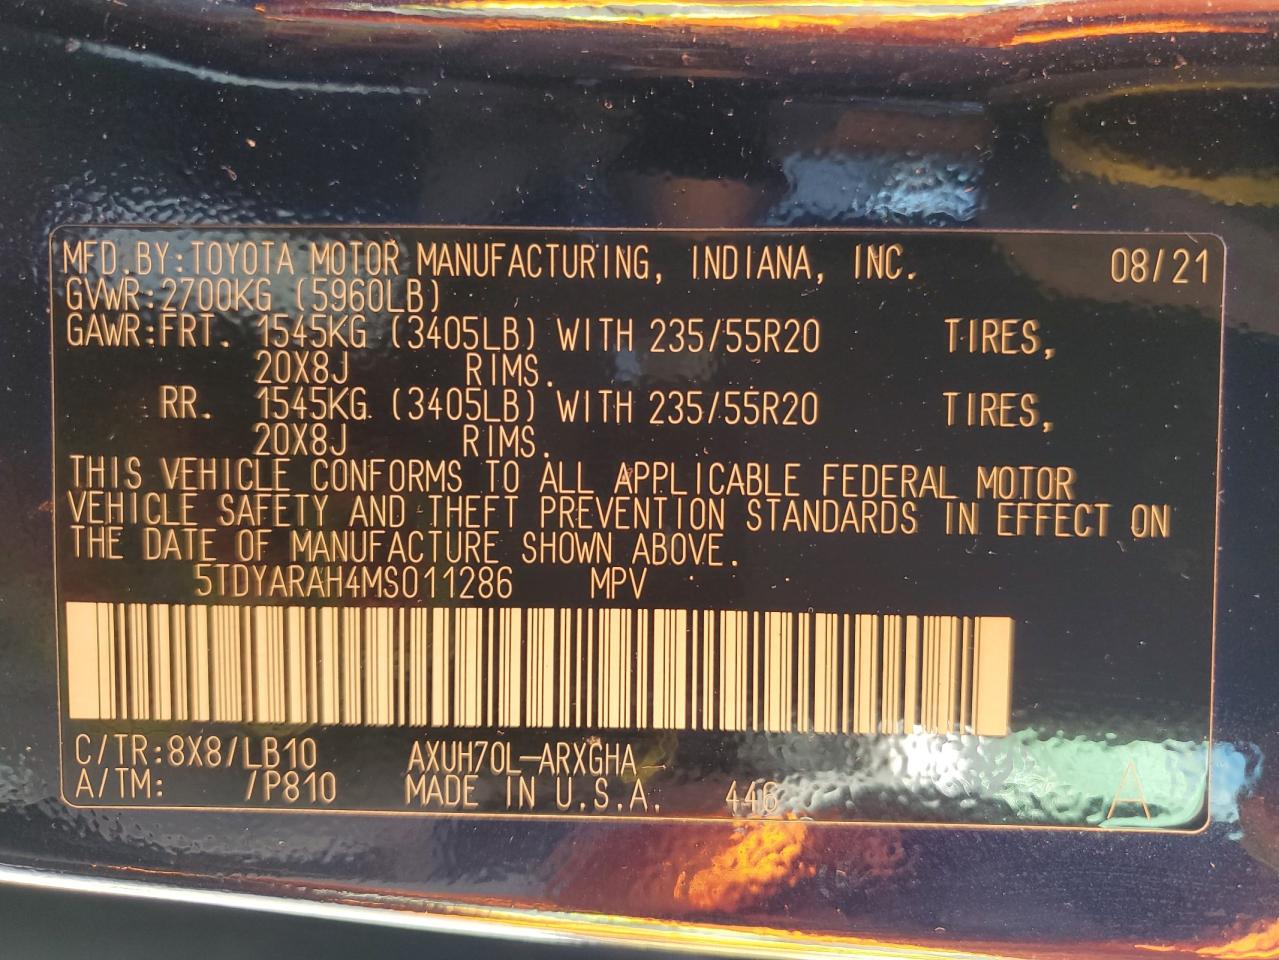 MFD.BY:TOYOTA MOTOR MANUFACTURING, INDIANA, INC. 08/21
GVWR:2700KG (5960LB)
GAWR:FRT. 1545KG (3405LB) WITH 235/55R20 TIRES,
20X8J RIMS.
RR. 1545KG (3405LB) WITH 235/55R20 TIRES,
20X8J RIMS.
THIS VEHICLE CONFORMS TO ALL APPLICABLE FEDERAL MOTOR
VEHICLE SAFETY AND THEFT PREVENTION STANDARDS IN EFFECT ON
THE DATE OF MANUFACTURE SHOWN ABOVE.
5TDYARAH4MS011286 MPV
C/TR:8X8/LB10 AXUH70L-ARXGHA
A/TM: /P810 MADE IN U.S.A. 446 A